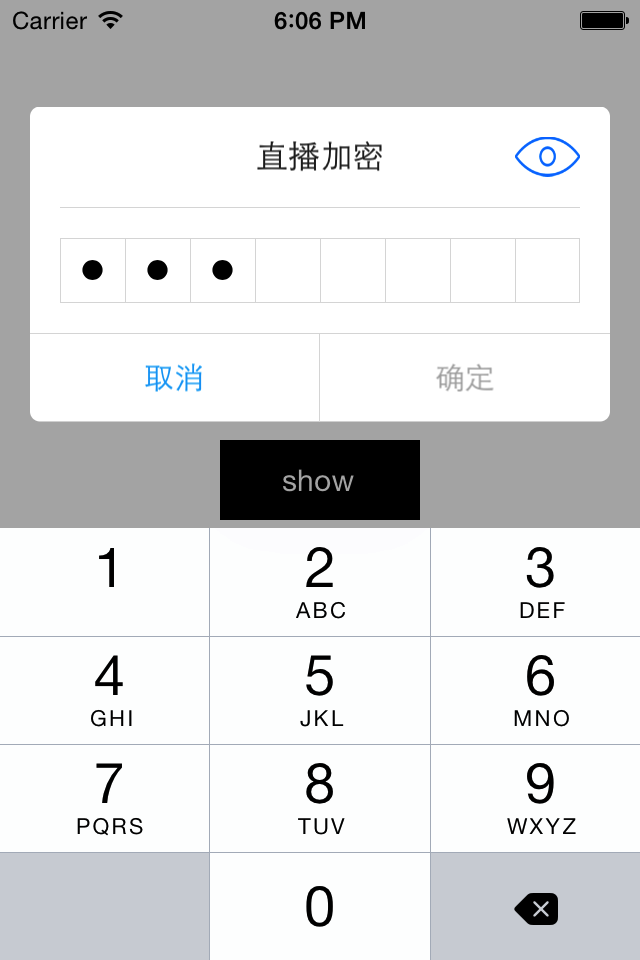 Carrier 6:06 PM
直播加密
取消 确定
show
1 2 3
ABC DEF
4 5 6
GHI JKL MNO
7 8 9
PQRS TUV WXYZ
0